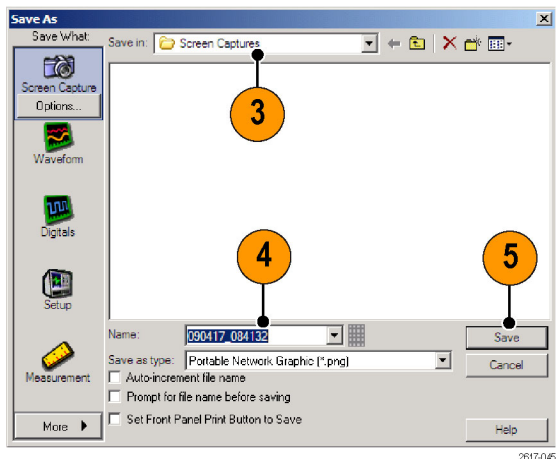 Save As
Save What:
Save in: Screen Captures
Screen Capture
Options...
3
Waveform
Digitals
4
5
Setup
Name: 090417_084132
Save
Save as type: Portable Network Graphic (*.png)
Cancel
Measurement
Auto-increment file name
Prompt for file name before saving
Set Front Panel Print Button to Save
More
Help
2617-045